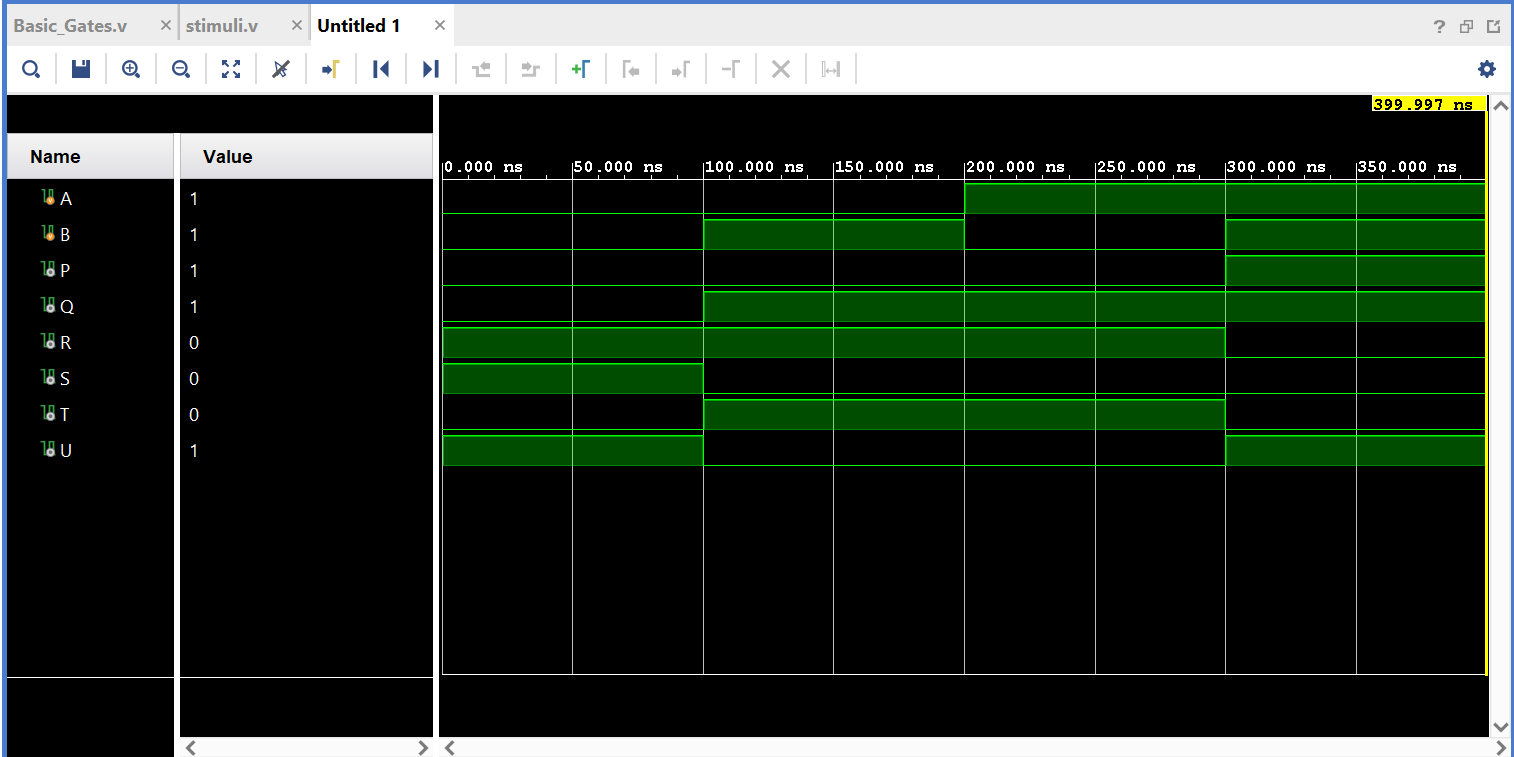 Basic_Gates.v × stimuli.v × Untitled 1 × ?
399.997 ns
Name Value
0.000 ns 50.000 ns 100.000 ns 150.000 ns 200.000 ns 250.000 ns 300.000 ns 350.000 ns
A 1
B 1
P 1
Q 1
R 0
S 0
T 0
U 1